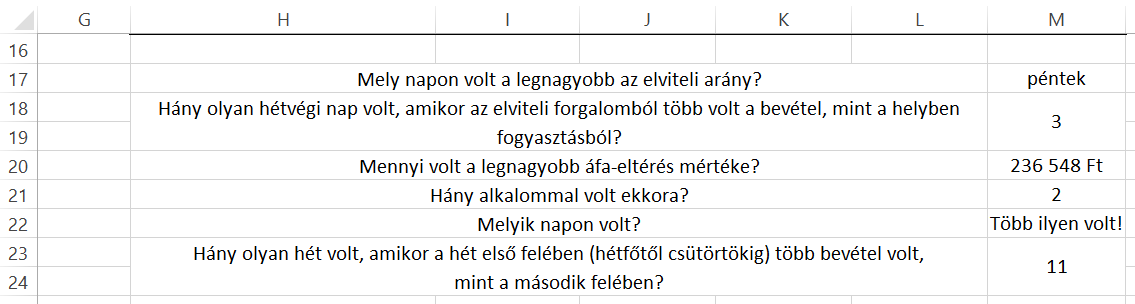 G H I J K L M
16
17 Mely napon volt a legnagyobb az elviteli arány? péntek
18 Hány olyan hétvégi nap volt, amikor az elviteli forgalomból több volt a bevétel, mint a helyben
19 fogyasztásból? 3
20 Mennyi volt a legnagyobb áfa-eltérés mértéke? 236 548 Ft
21 Hány alkalommal volt ekkora? 2
22 Melyik napon volt? Több ilyen volt!
23 Hány olyan hét volt, amikor a hét első felében (hétfőtől csütörtökig) több bevétel volt,
24 mint a második felében? 11